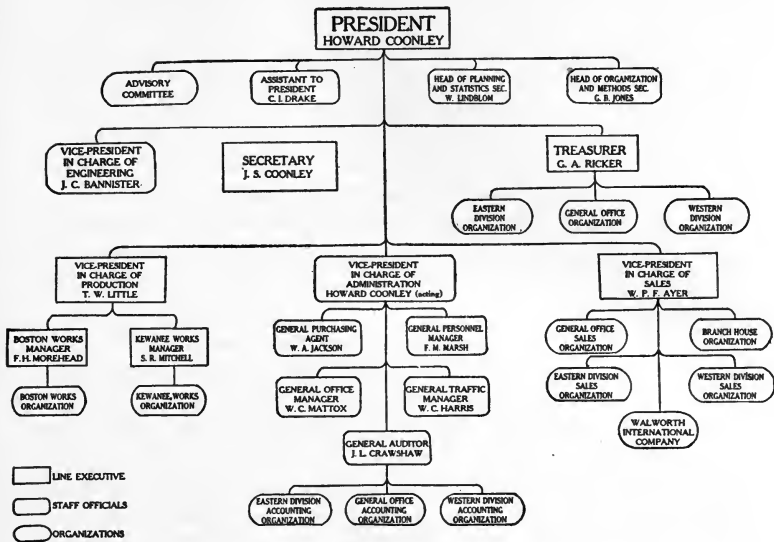 PRESIDENT
HOWARD COONLEY
ADVISORY
COMMITTEE
ASSISTANT TO
PRESIDENT
C. I. DRAKE
HEAD OF PLANNING
AND STATISTICS SEC.
W. LINDBLOM
HEAD OF ORGANIZATION
AND METHODS SEC.
G. B. JONES
VICE-PRESIDENT
IN CHARGE OF
ENGINEERING
J. C. BANNISTER
SECRETARY
J. S. COONLEY
TREASURER
G. A. RICKER
EASTERN
DIVISION
ORGANIZATION
GENERAL OFFICE
ORGANIZATION
WESTERN
DIVISION
ORGANIZATION
VICE-PRESIDENT
IN CHARGE OF
PRODUCTION
T. W. LITTLE
VICE-PRESIDENT
IN CHARGE OF
ADMINISTRATION
HOWARD COONLEY (acting)
VICE-PRESIDENT
IN CHARGE OF
SALES
W. P. F. AYER
BOSTON WORKS
MANAGER
F. H. MOREHEAD
KEWANEE WORKS
MANAGER
S. R. MITCHELL
GENERAL PURCHASING
AGENT
W. A. JACKSON
GENERAL PERSONNEL
MANAGER
F. M. MARSH
GENERAL OFFICE
SALES
ORGANIZATION
BRANCH HOUSE
ORGANIZATION
BOSTON WORKS
ORGANIZATION
KEWANEE, WORKS
ORGANIZATION
GENERAL OFFICE
MANAGER
W. C. MATTOX
GENERAL TRAFFIC
MANAGER
W. C. HARRIS
EASTERN DIVISION
SALES
ORGANIZATION
WESTERN DIVISION
SALES
ORGANIZATION
WALWORTH
INTERNATIONAL
COMPANY
GENERAL AUDITOR
J. L. CRAWSHAW
EASTERN DIVISION
ACCOUNTING
ORGANIZATION
GENERAL OFFICE
ACCOUNTING
ORGANIZATION
WESTERN DIVISION
ACCOUNTING
ORGANIZATION
LINE EXECUTIVE
STAFF OFFICIALS
ORGANIZATIONS